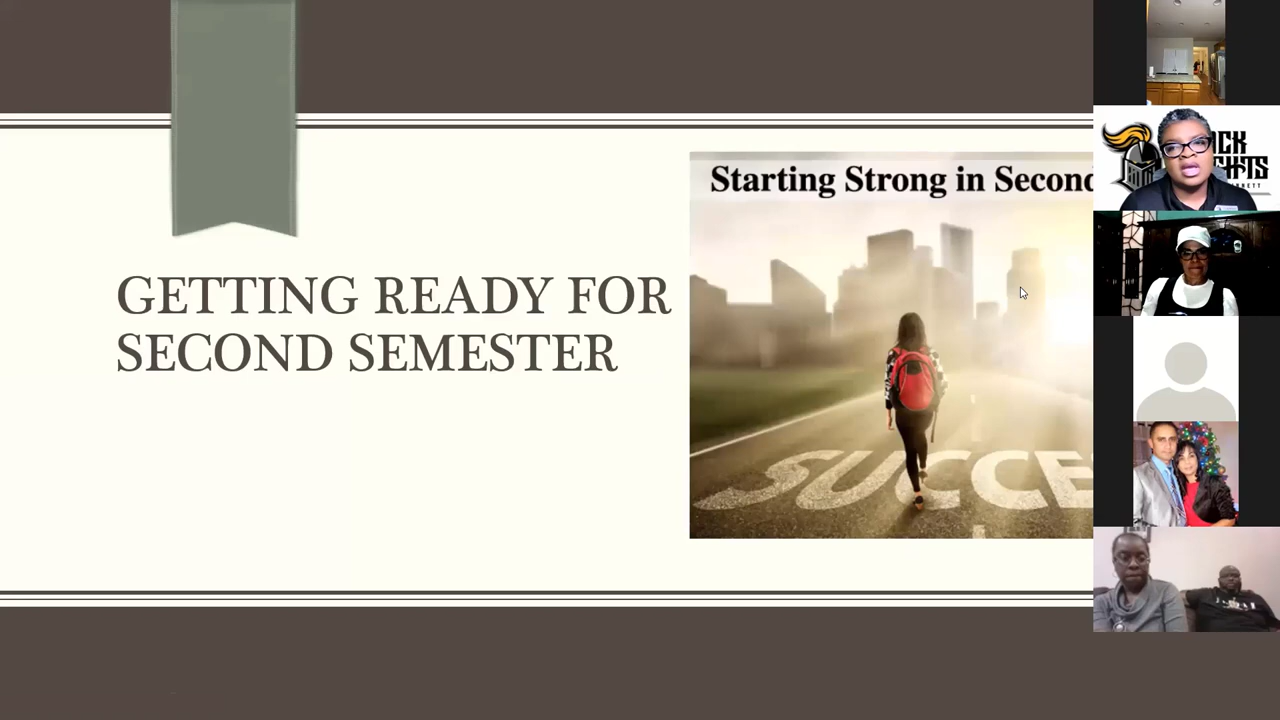 Starting Strong in Second
GETTING READY FOR
SECOND SEMESTER
SUCCE